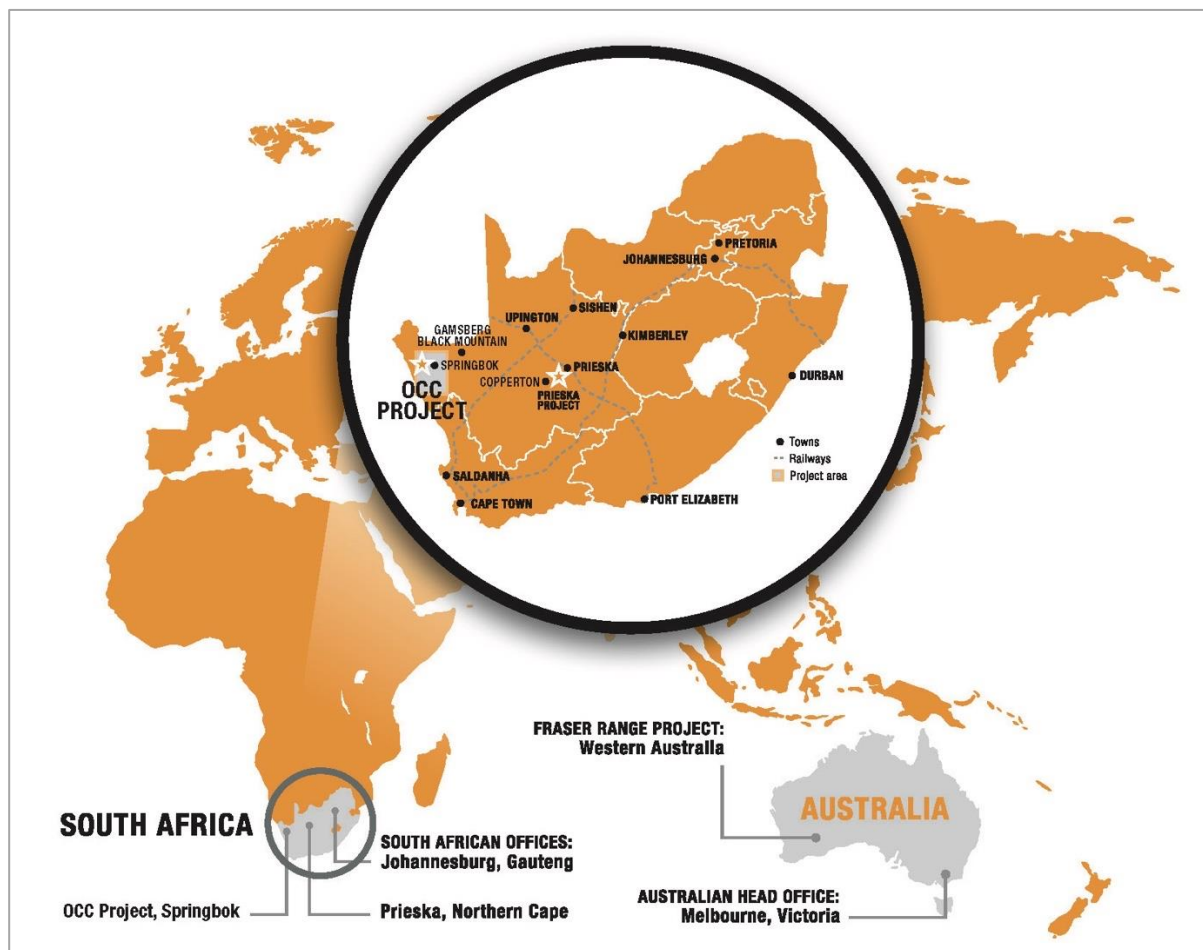 PRETORIA
JOHANNESBURG
SISHEN
UPINGTON
KIMBERLEY
GAMSBERG
BLACK MOUNTAIN
SPRINGBOK
PRIESKA
COPPERTON
DURBAN
OCC
PROJECT
PRIESKA
PROJECT
Towns
Railways
Project area
SALDANHA
CAPE TOWN
PORT ELIZABETH
FRASER RANGE PROJECT:
Western Australia
AUSTRALIA
SOUTH AFRICA
SOUTH AFRICAN OFFICES:
Johannesburg, Gauteng
OCC Project, Springbok
Prieska, Northern Cape
AUSTRALIAN HEAD OFFICE:
Melbourne, Victoria